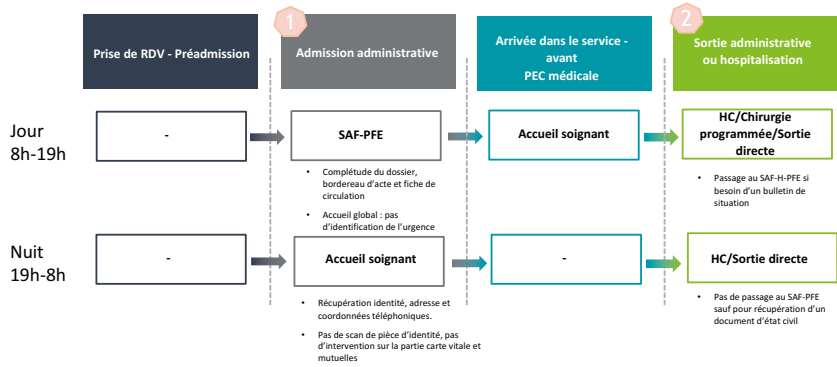 1
2
Prise de RDV - Préadmission
Admission administrative
Arrivée dans le service -
avant
PEC médicale
Sortie administrative
ou hospitalisation
Jour
8h-19h
-
SAF-PFE
Accueil soignant
HC/Chirurgie
programmée/Sortie
directe
• Complétude du dossier,
bordereau d'acte et fiche de
circulation
• Accueil global : pas
d'identification de l'urgence
• Passage au SAF-H-PFE si
besoin d'un bulletin de
situation
Nuit
19h-8h
-
Accueil soignant
-
HC/Sortie directe
• Récupération identité, adresse et
coordonnées téléphoniques.
• Pas de scan de pièce d'identité, pas
d'intervention sur la partie carte vitale et
mutuelles
• Pas de passage au SAF-PFE
sauf pour récupération d'un
document d'état civil